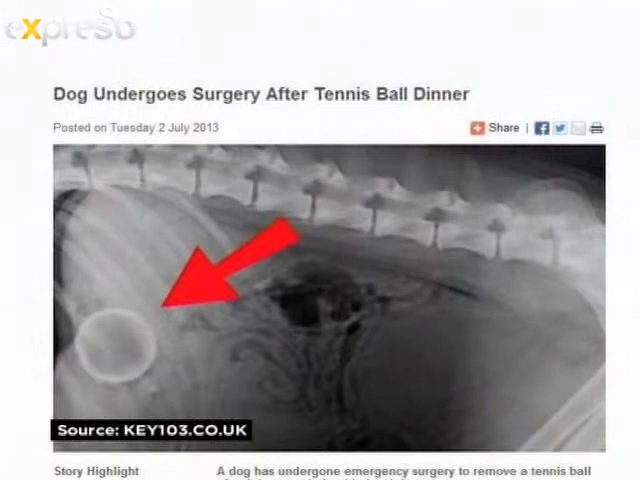 expresso
Dog Undergoes Surgery After Tennis Ball Dinner
Posted on Tuesday 2 July 2013
Share |
Source: KEY103.CO.UK
Story Highlight
A dog has undergone emergency surgery to remove a tennis ball